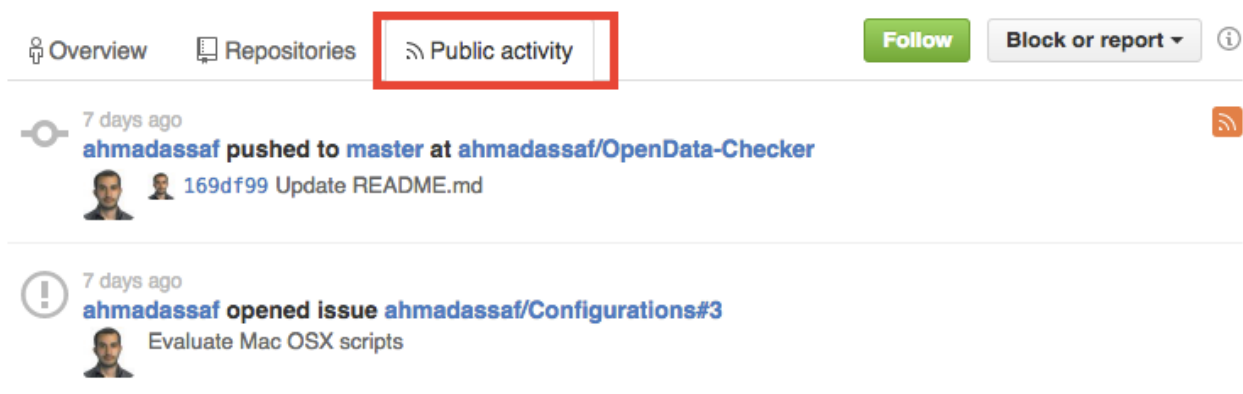 Overview Repositories Public activity Follow Block or report
7 days ago
ahmadassaf pushed to master at ahmadassaf/OpenData-Checker
169df99 Update README.md
7 days ago
ahmadassaf opened issue ahmadassaf/Configurations#3
Evaluate Mac OSX scripts